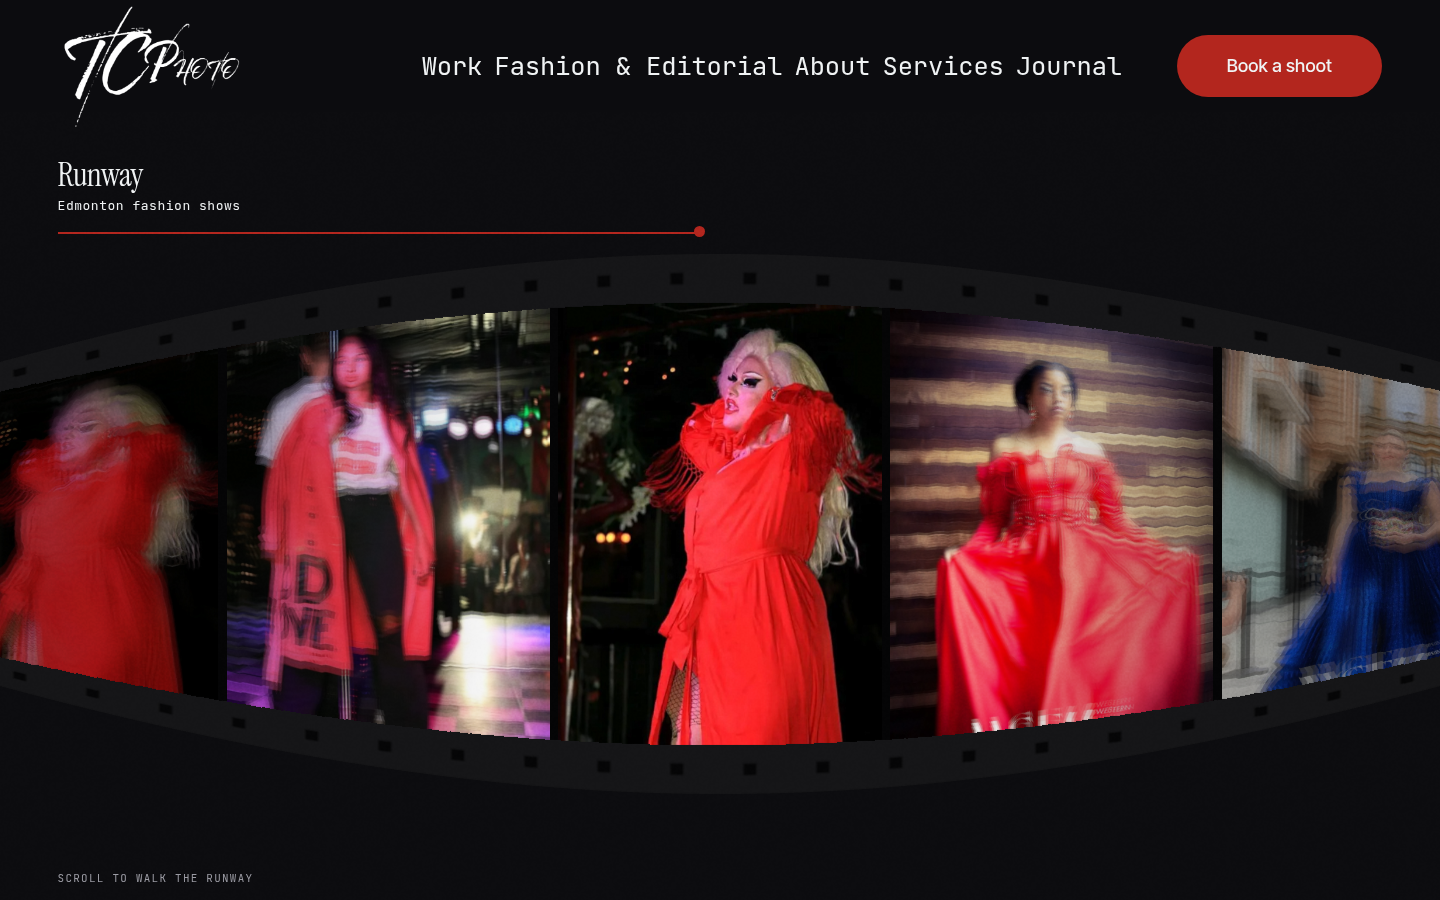 TCPHOTO
Work Fashion & Editorial About Services Journal
Book a shoot
Runway
Edmonton fashion shows
SCROLL TO WALK THE RUNWAY